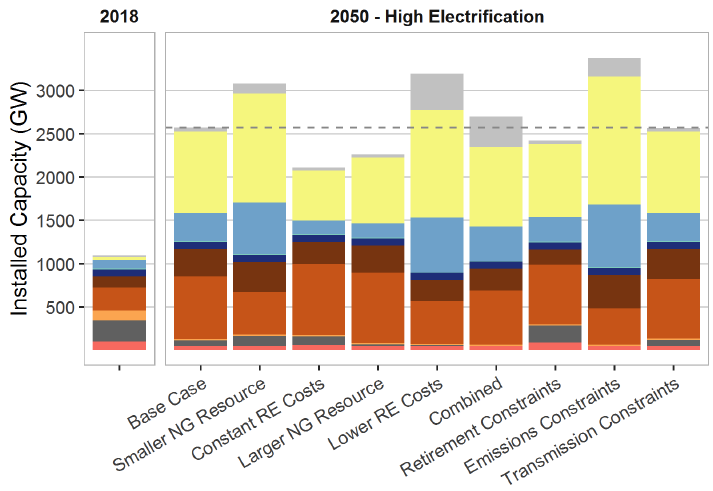 2018
2050 - High Electrification
Installed Capacity (GW)
3000
2500
2000
1500
1000
500
Base Case
Smaller NG Resource
Constant RE Costs
Larger NG Resource
Lower RE Costs
Combined
Retirement Constraints
Emissions Constraints
Transmission Constraints